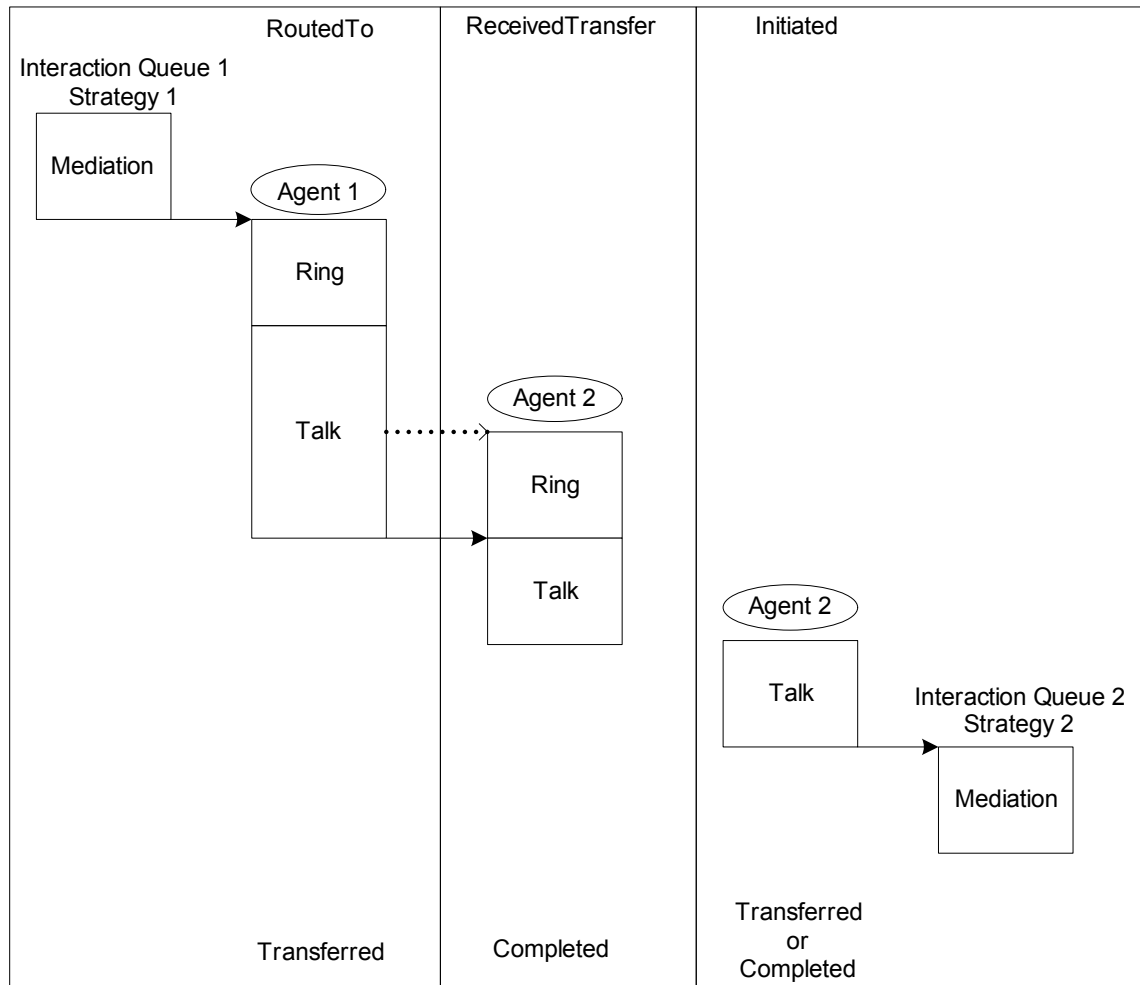 RoutedTo
ReceivedTransfer
Initiated
Interaction Queue 1
Strategy 1
Mediation
Agent 1
Ring
Talk
Agent 2
Ring
Talk
Agent 2
Talk
Interaction Queue 2
Strategy 2
Mediation
Transferred
Completed
Transferred
or
Completed